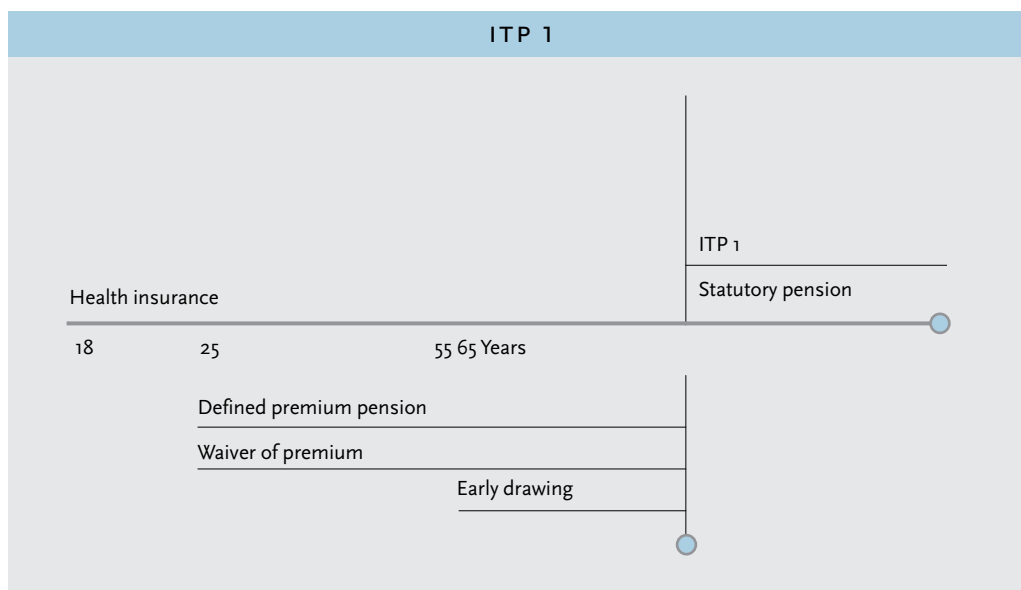 ITP 1
ITP 1
Statutory pension
Health insurance
18 25 55 65 Years
Defined premium pension
Waiver of premium
Early drawing